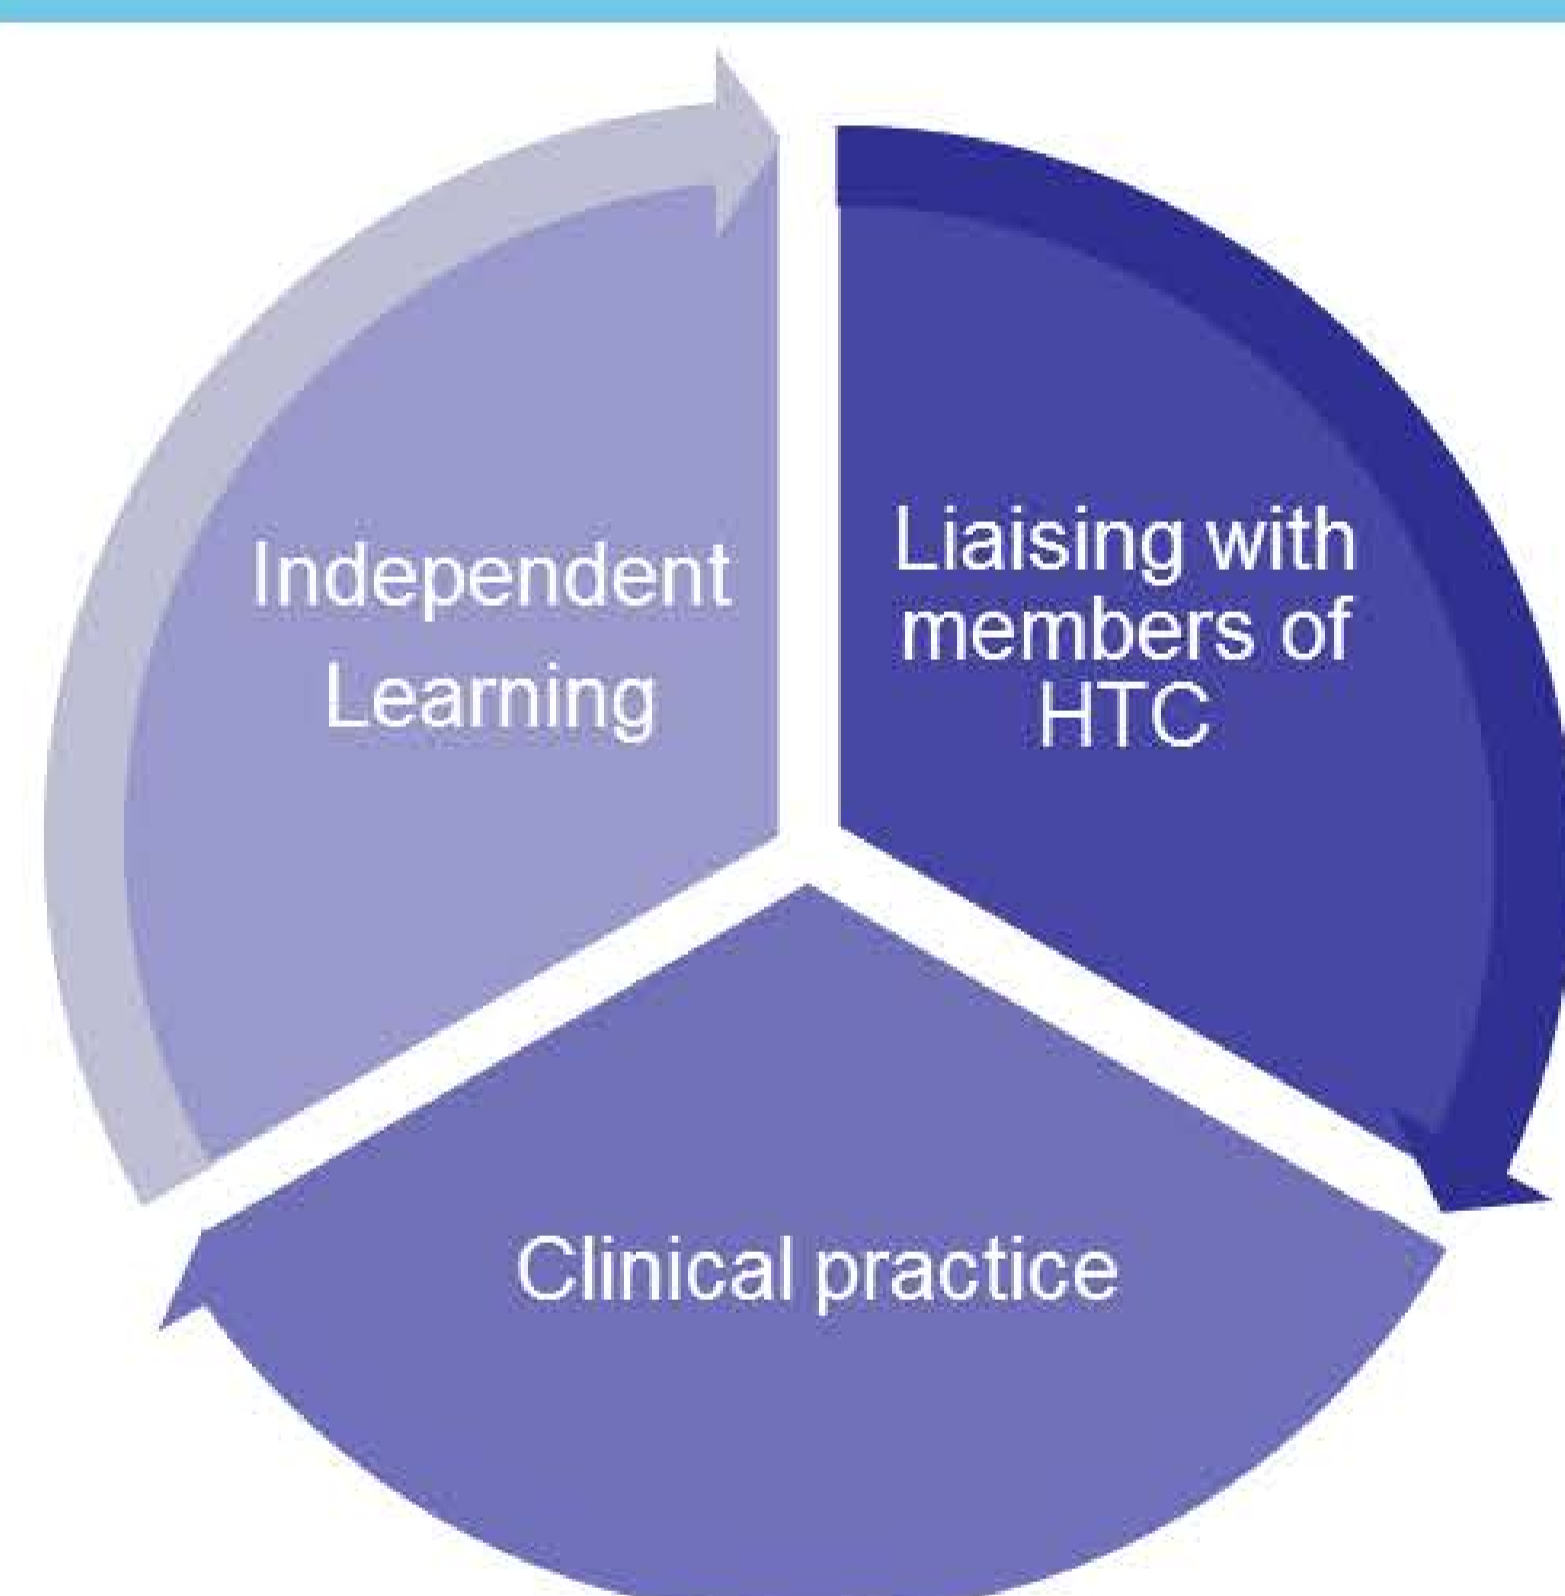 Independent
Learning
Liaising with
members of
HTC
Clinical practice